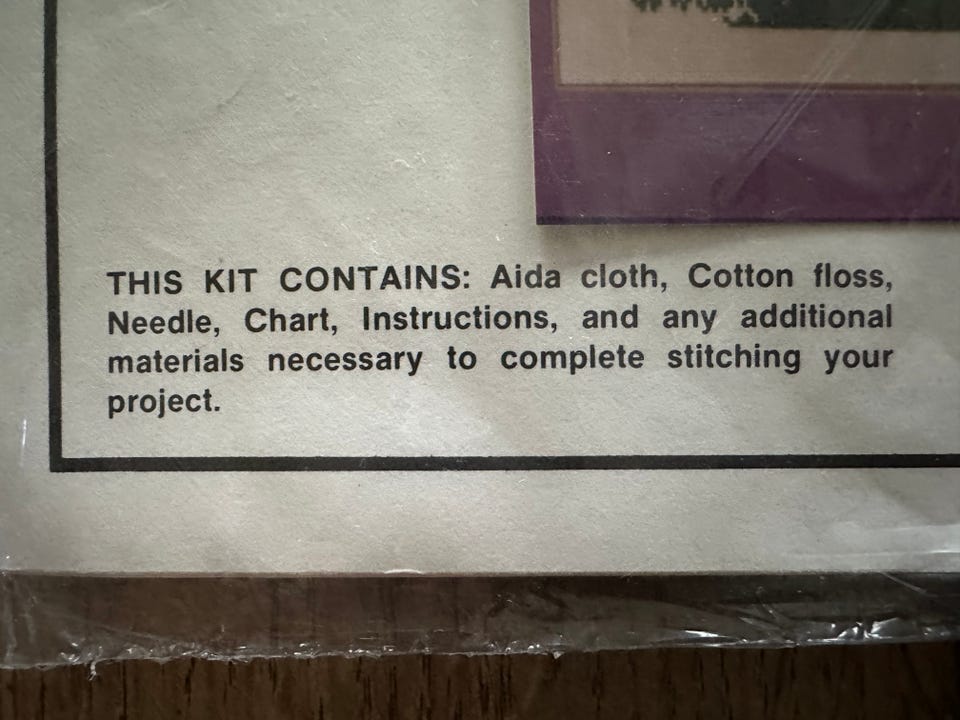 THIS KIT CONTAINS: Aida cloth, Cotton floss,
Needle, Chart, Instructions, and any additional
materials necessary to complete stitching your
project.